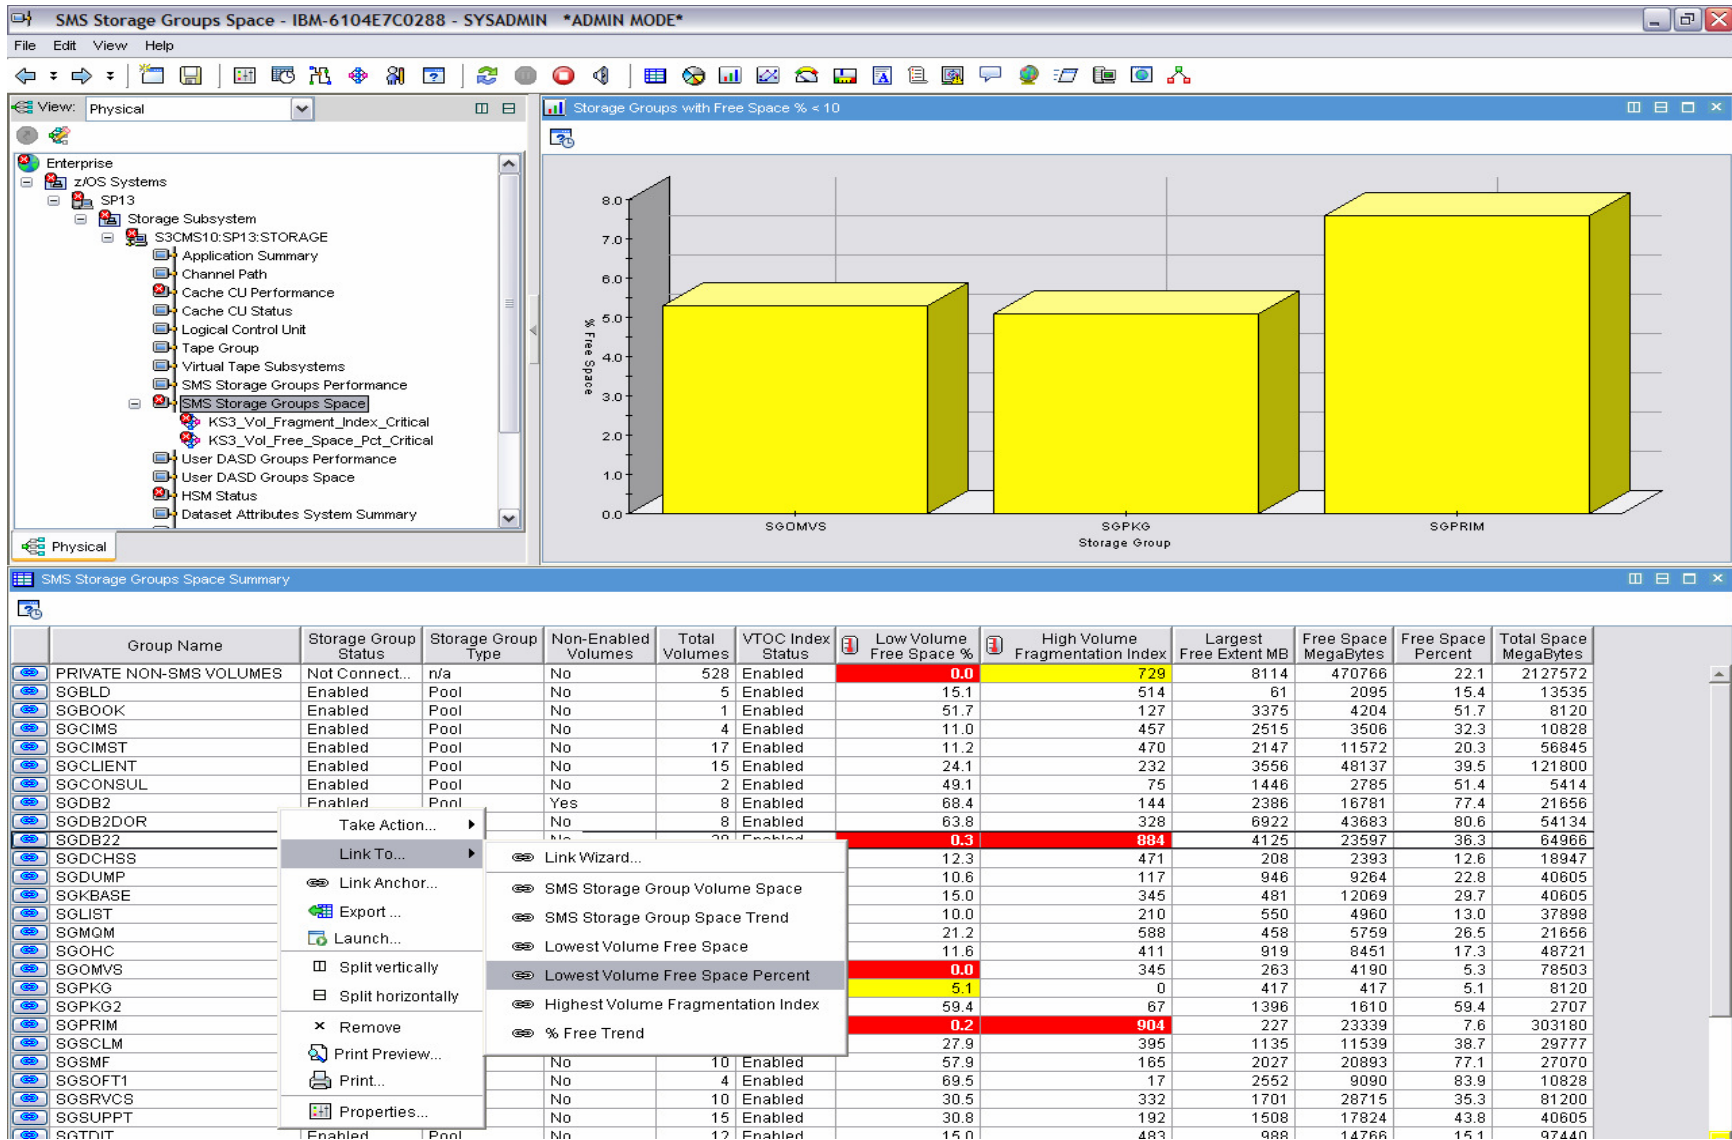 SMS Storage Groups Space - IBM-6104E7C0288 - SYSADMIN *ADMIN MODE*
File Edit View Help
View: Physical
Enterprise
z/OS Systems
SP13
Storage Subsystem
S3CMS10:SP13:STORAGE
Application Summary
Channel Path
Cache CU Performance
Cache CU Status
Logical Control Unit
Tape Group
Virtual Tape Subsystems
SMS Storage Groups Performance
SMS Storage Groups Space
KS3_Vol_Fragment_Index_Critical
KS3_Vol_Free_Space_Pct_Critical
User DASD Groups Performance
User DASD Groups Space
HSM Status
Dataset Attributes System Summary
Physical
Storage Groups with Free Space % < 10
8.0
7.0
6.0
5.0
4.0
3.0
2.0
1.0
0.0
% Free Space
SGOMVS SGPKG SGPRIM
Storage Group
SMS Storage Groups Space Summary
Group Name Storage Group Status Storage Group Type Non-Enabled Volumes Total Volumes VTOC Index Status Low Volume Free Space % High Volume Fragmentation Index Largest Free Extent MB Free Space MegaBytes Free Space Percent Total Space MegaBytes
PRIVATE NON-SMS VOLUMES Not Connect... n/a No 528 Enabled 0.0 729 8114 470766 22.1 2127572
SGBLD Enabled Pool No 5 Enabled 15.1 514 61 2095 15.4 13535
SGBOOK Enabled Pool No 1 Enabled 51.7 127 3375 4204 51.7 8120
SGCIMS Enabled Pool No 4 Enabled 11.0 457 2515 3506 32.3 10828
SGCIMST Enabled Pool No 17 Enabled 11.2 470 2147 11572 20.3 56845
SGCLIENT Enabled Pool No 15 Enabled 24.1 232 3556 48137 39.5 121800
SGCONSUL Enabled Pool No 2 Enabled 49.1 75 1446 2785 51.4 5414
SGDB2 Enabled Pool Yes 8 Enabled 68.4 144 2386 16781 77.4 21656
SGDB2DOR No 8 Enabled 63.8 328 6922 43683 80.6 54134
SGDB22 No Enabled 0.3 884 4125 23597 36.3 64966
SGDCHSS 12.3 471 208 2393 12.6 18947
SGDUMP 10.6 117 946 9264 22.8 40605
SGKBASE 15.0 345 481 12069 29.7 40605
SGLIST 10.0 210 550 4960 13.0 37898
SGMQM 21.2 588 458 5759 26.5 21656
SGOHC 11.6 411 919 8451 17.3 48721
SGOMVS 0.0 345 263 4190 5.3 78503
SGPKG 5.1 0 417 417 5.1 8120
SGPKG2 59.4 67 1396 1610 59.4 2707
SGPRIM 0.2 904 227 23339 7.6 303180
SGSCLM 27.9 395 1135 11539 38.7 29777
SGSMF No 10 Enabled 57.9 165 2027 20893 77.1 27070
SGSOFT1 No 4 Enabled 69.5 17 2552 9090 83.9 10828
SGSRVCS No 10 Enabled 30.5 332 1701 28715 35.3 81200
SGSUPPT No 15 Enabled 30.8 192 1508 17824 43.8 40605
SGTDIT Enabled Pool No 12 Enabled 15.0 483 988 14766 15.1 97440
Take Action...
Link To...
Link Anchor...
Export ...
Launch...
Split vertically
Split horizontally
Remove
Print Preview...
Print...
Properties...
Link Wizard...
SMS Storage Group Volume Space
SMS Storage Group Space Trend
Lowest Volume Free Space
Lowest Volume Free Space Percent
Highest Volume Fragmentation Index
% Free Trend